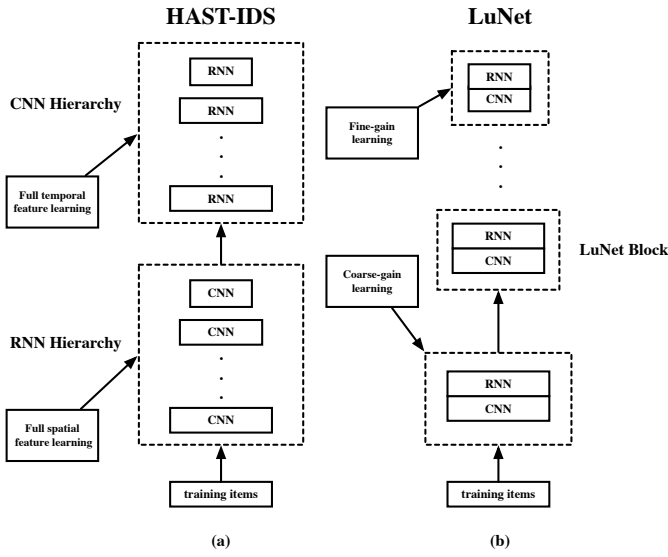 HAST-IDS
CNN Hierarchy
RNN
RNN
RNN
Full temporal
feature learning
RNN Hierarchy
CNN
CNN
CNN
Full spatial
feature learning
training items
(a)
LuNet
RNN
CNN
Fine-gain
learning
RNN
CNN
LuNet Block
Coarse-gain
learning
RNN
CNN
training items
(b)